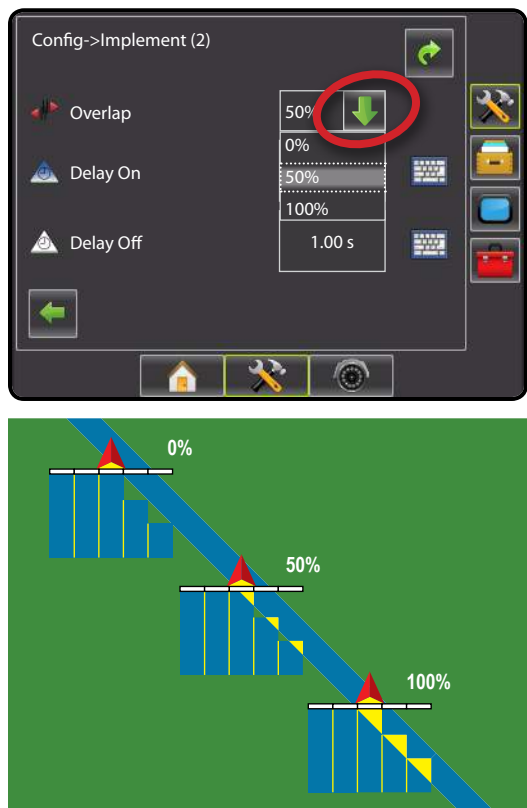 Config->Implement (2)
Overlap
50%
0%
Delay On
50%
100%
Delay Off
1.00 s
0%
50%
100%